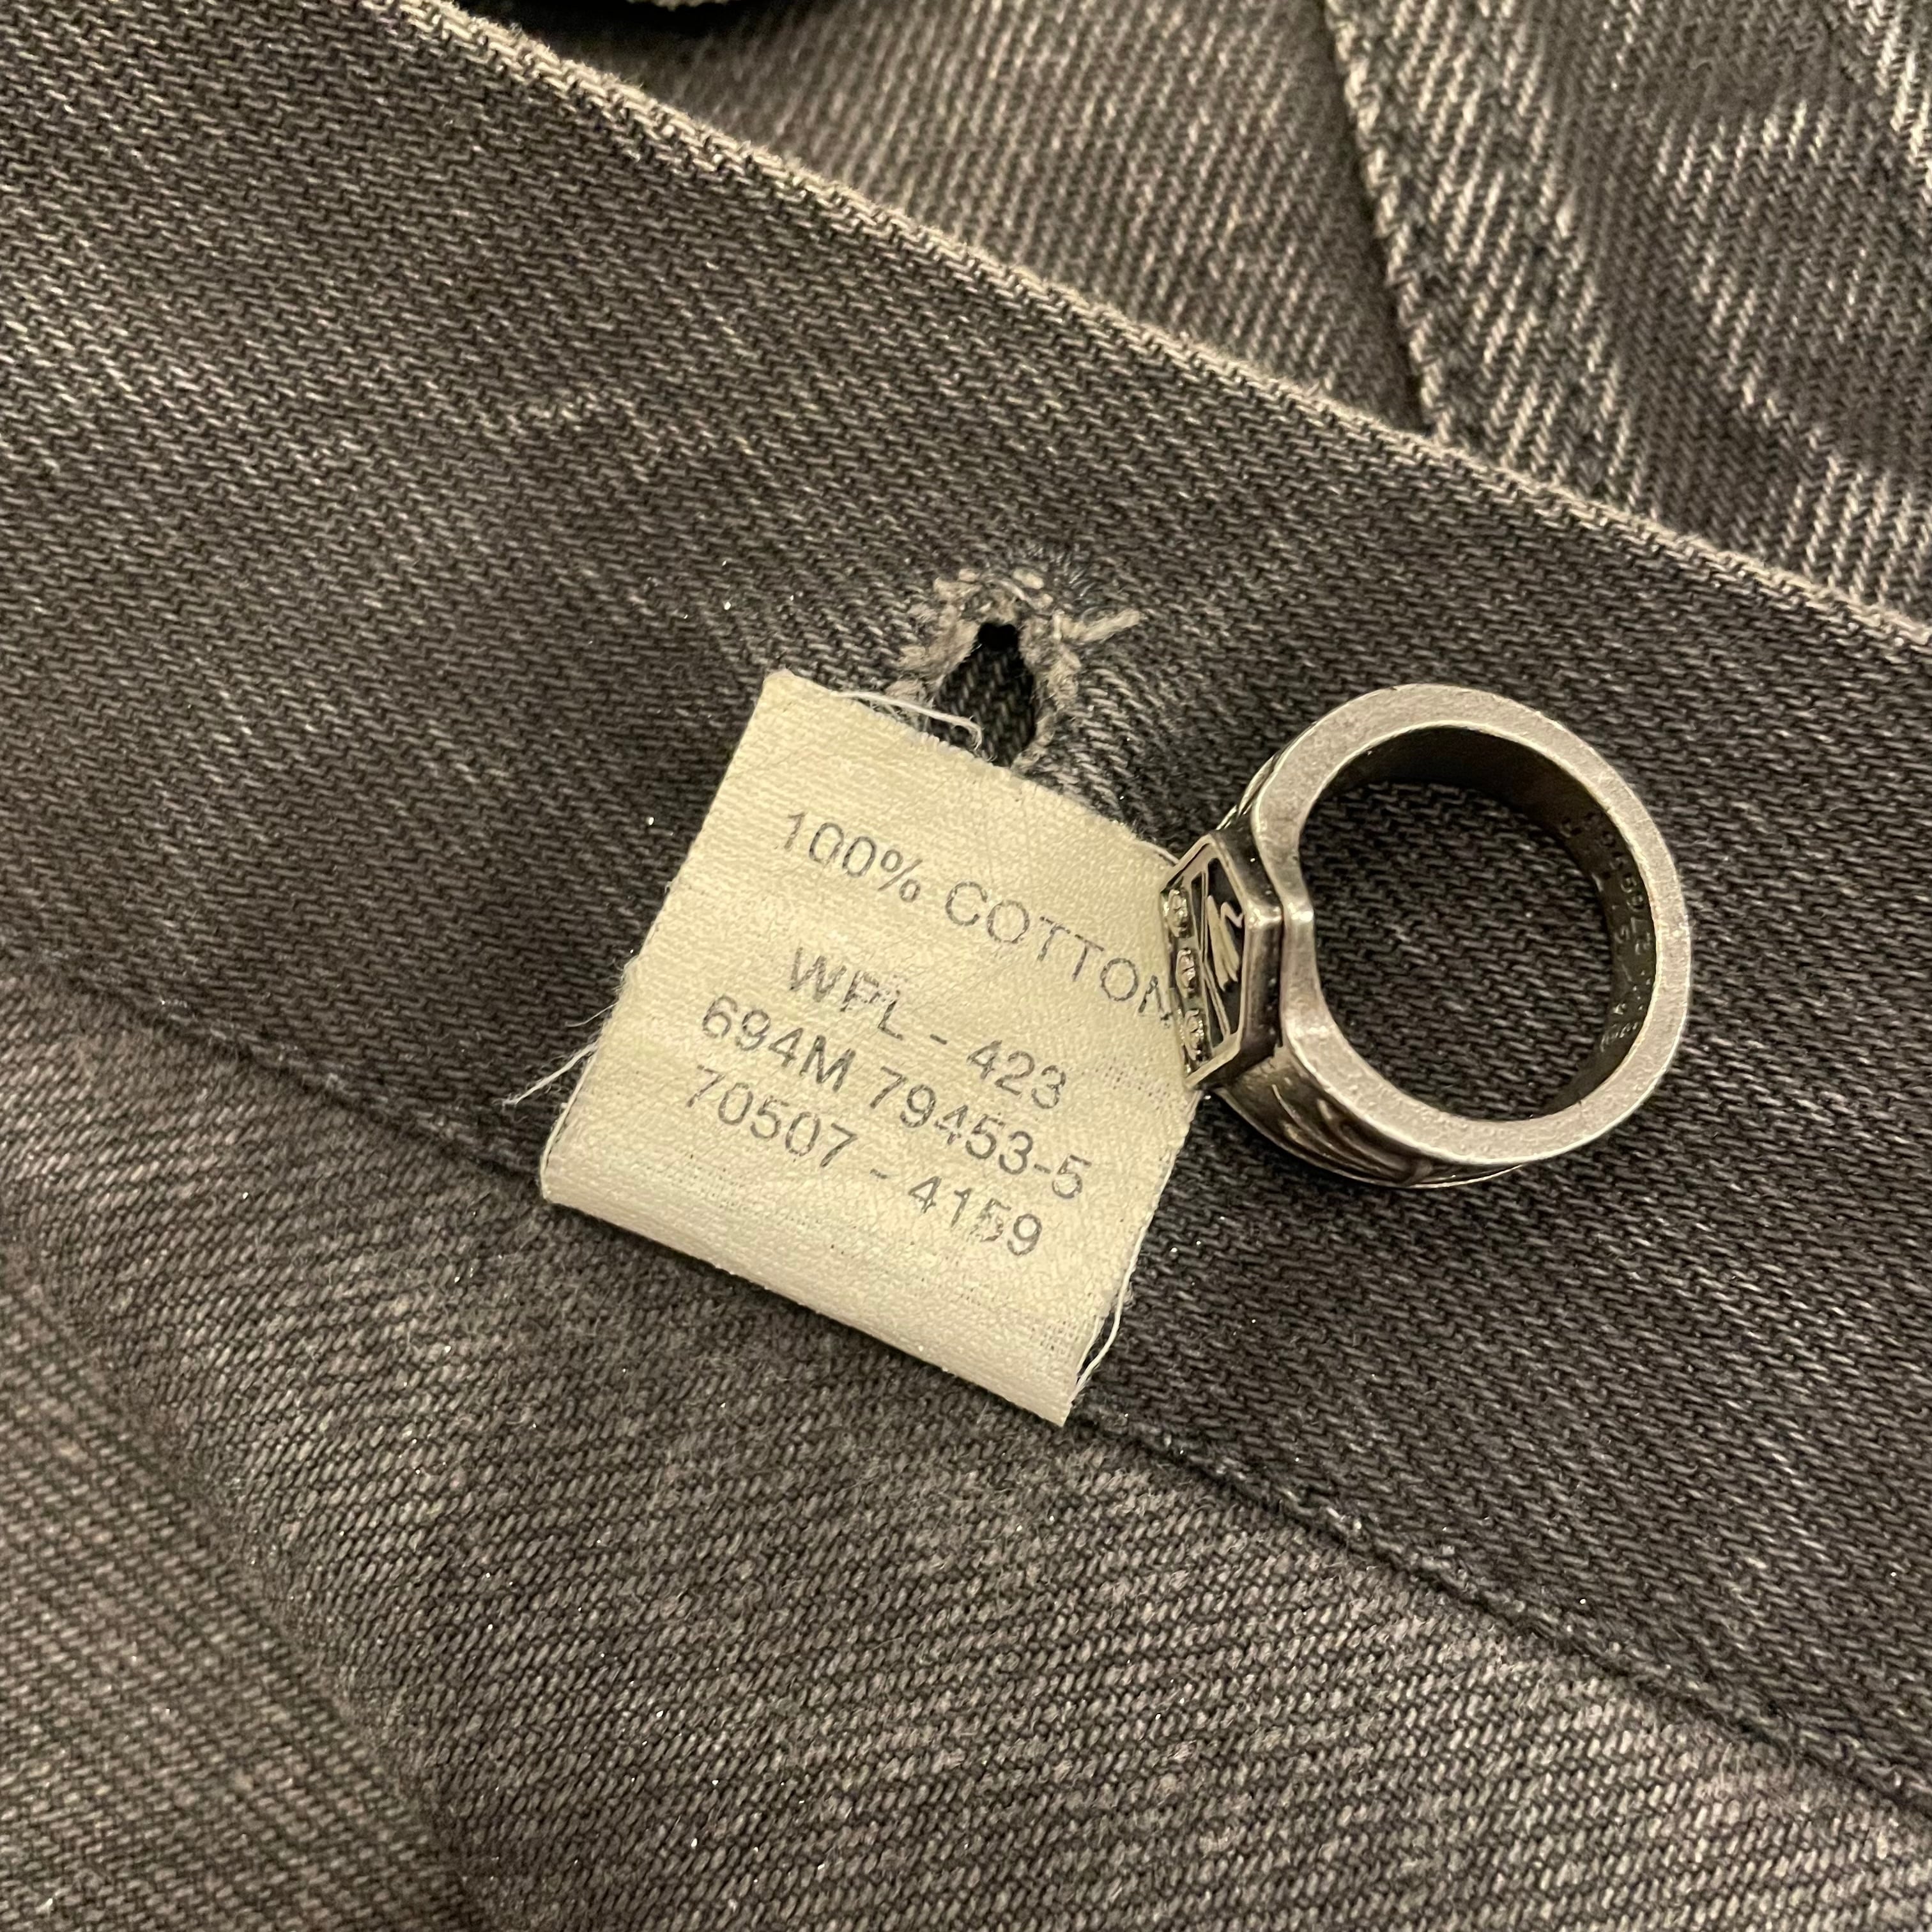 100% COTTON
WPL - 423
694M 79453-5
70507 - 4159